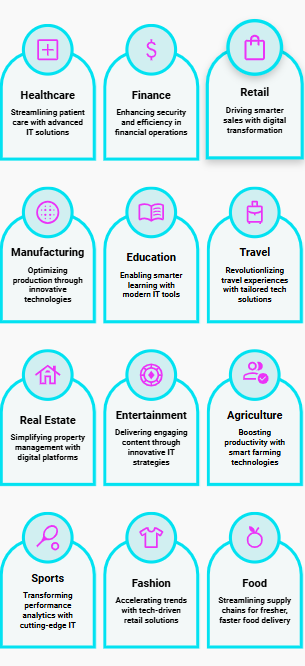 Healthcare
Streamlining patient
care with advanced
IT solutions
Finance
Enhancing security
and efficiency in
financial operations
Retail
Driving smarter
sales with digital
transformation
Manufacturing
Optimizing
production through
innovative
technologies
Education
Enabling smarter
learning with
modern IT tools
Travel
Revolutionizing
travel experiences
with tailored tech
solutions
Real Estate
Simplifying property
management with
digital platforms
Entertainment
Delivering engaging
content through
innovative IT
strategies
Agriculture
Boosting
productivity with
smart farming
technologies
Sports
Transforming
performance
analytics with
cutting-edge IT
Fashion
Accelerating trends
with tech-driven
retail solutions
Food
Streamlining supply
chains for fresher,
faster food delivery